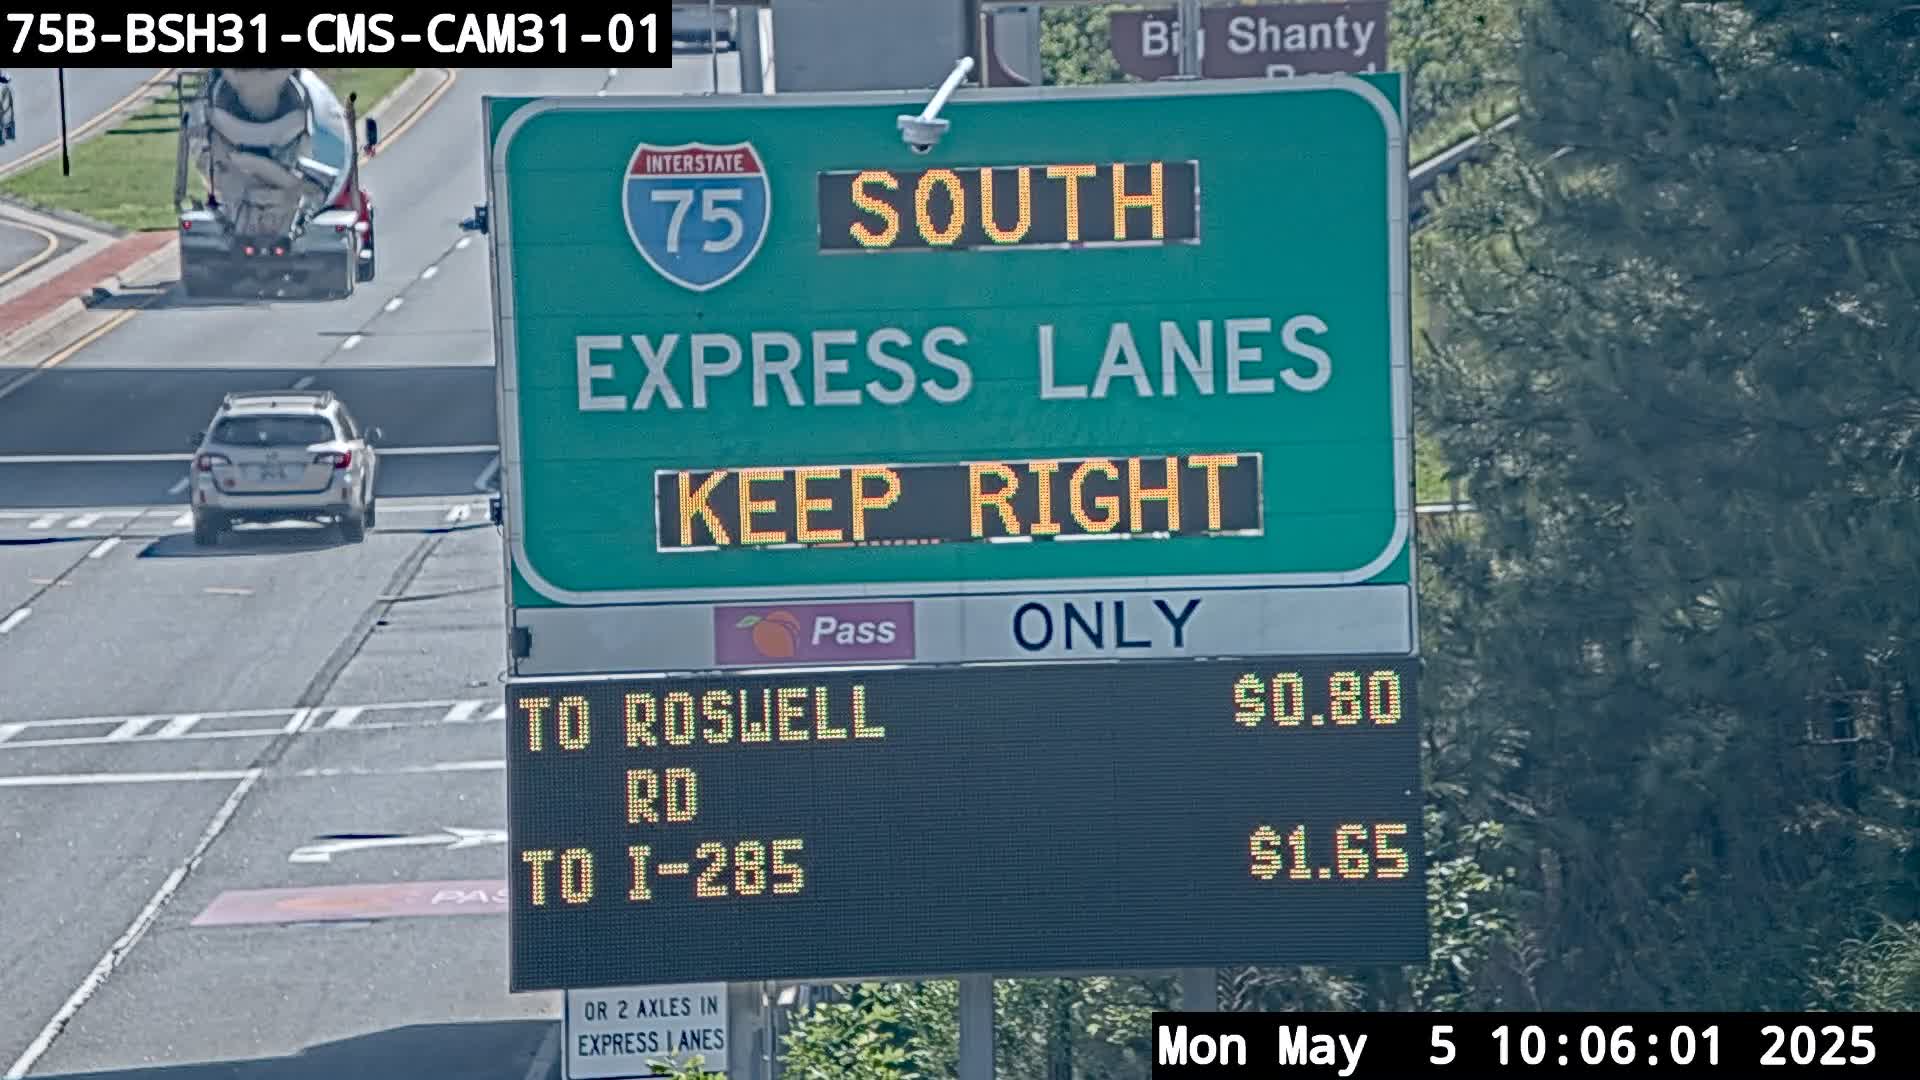 75B-BSH31-CMS-CAM31-01
Big Shanty
Road
INTERSTATE
75
SOUTH
EXPRESS LANES
KEEP RIGHT
Pass ONLY
TO ROSWELL $0.80
RD
TO I-285 $1.65
PAS
OR 2 AXLES IN
EXPRESS LANES
Mon May 5 10:06:01 2025